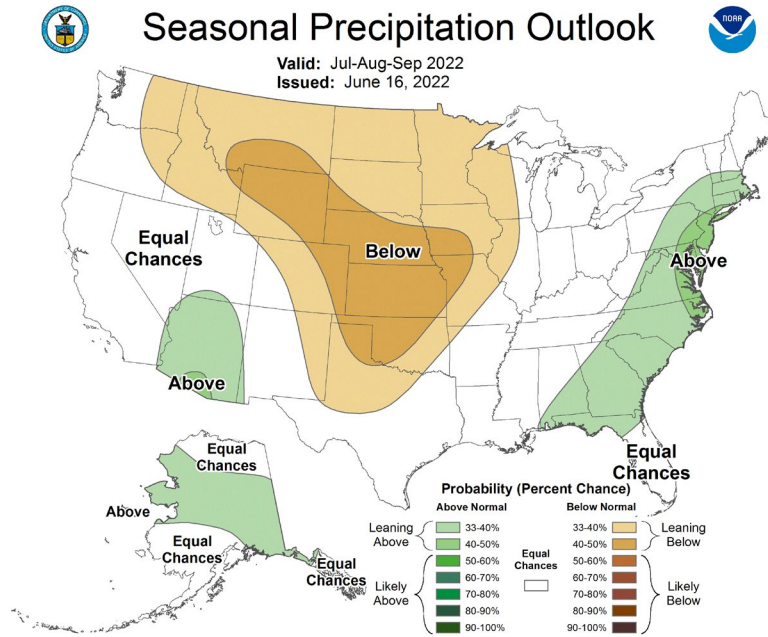 Seasonal Precipitation Outlook
NOAA
Valid: Jul-Aug-Sep 2022
Issued: June 16, 2022
Equal
Chances
Below
Above
Above
Equal
Chances
Equal
Chances
Above
Equal
Chances
Equal
Chances
Probability (Percent Chance)
Above Normal
Below Normal
Leaning
Above
33-40%
40-50%
Likely
Above
50-60%
60-70%
70-80%
80-90%
90-100%
Equal
Chances
33-40%
40-50%
Leaning
Below
50-60%
60-70%
70-80%
80-90%
90-100%
Likely
Below